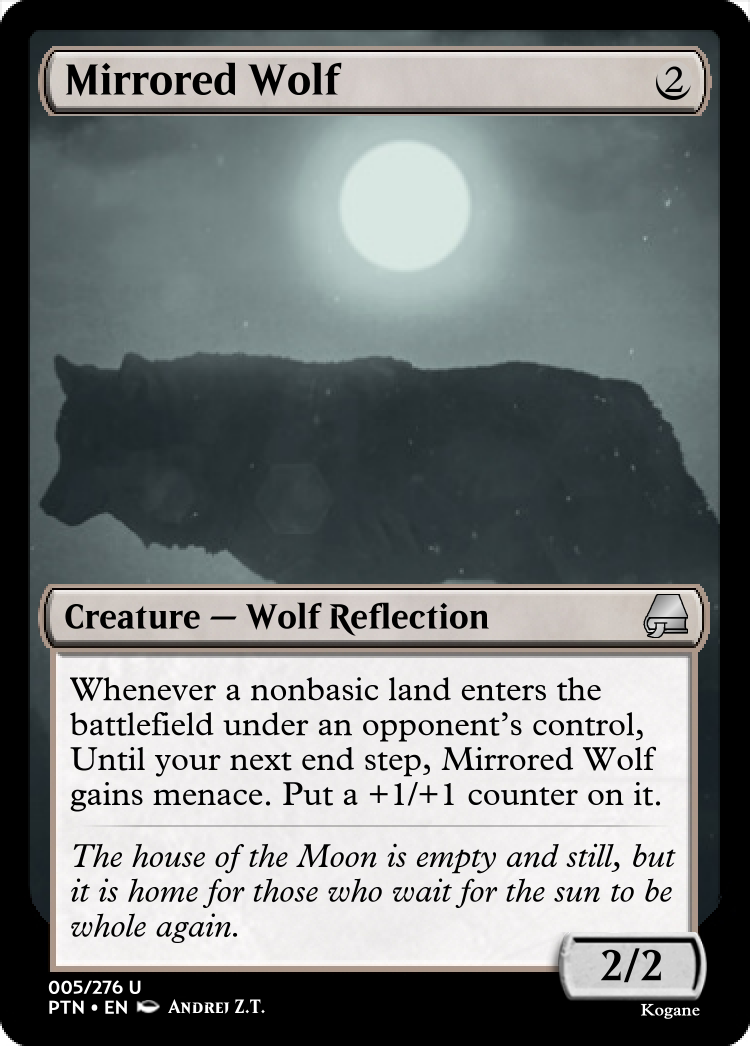 Mirrored Wolf 2
Creature — Wolf Reflection
Whenever a nonbasic land enters the
battlefield under an opponent's control,
Until your next end step, Mirrored Wolf
gains menace. Put a +1/+1 counter on it.
The house of the Moon is empty and still, but
it is home for those who wait for the sun to be
whole again.
2/2
005/276 U
PTN • EN Andrej Z.T.
Kogane